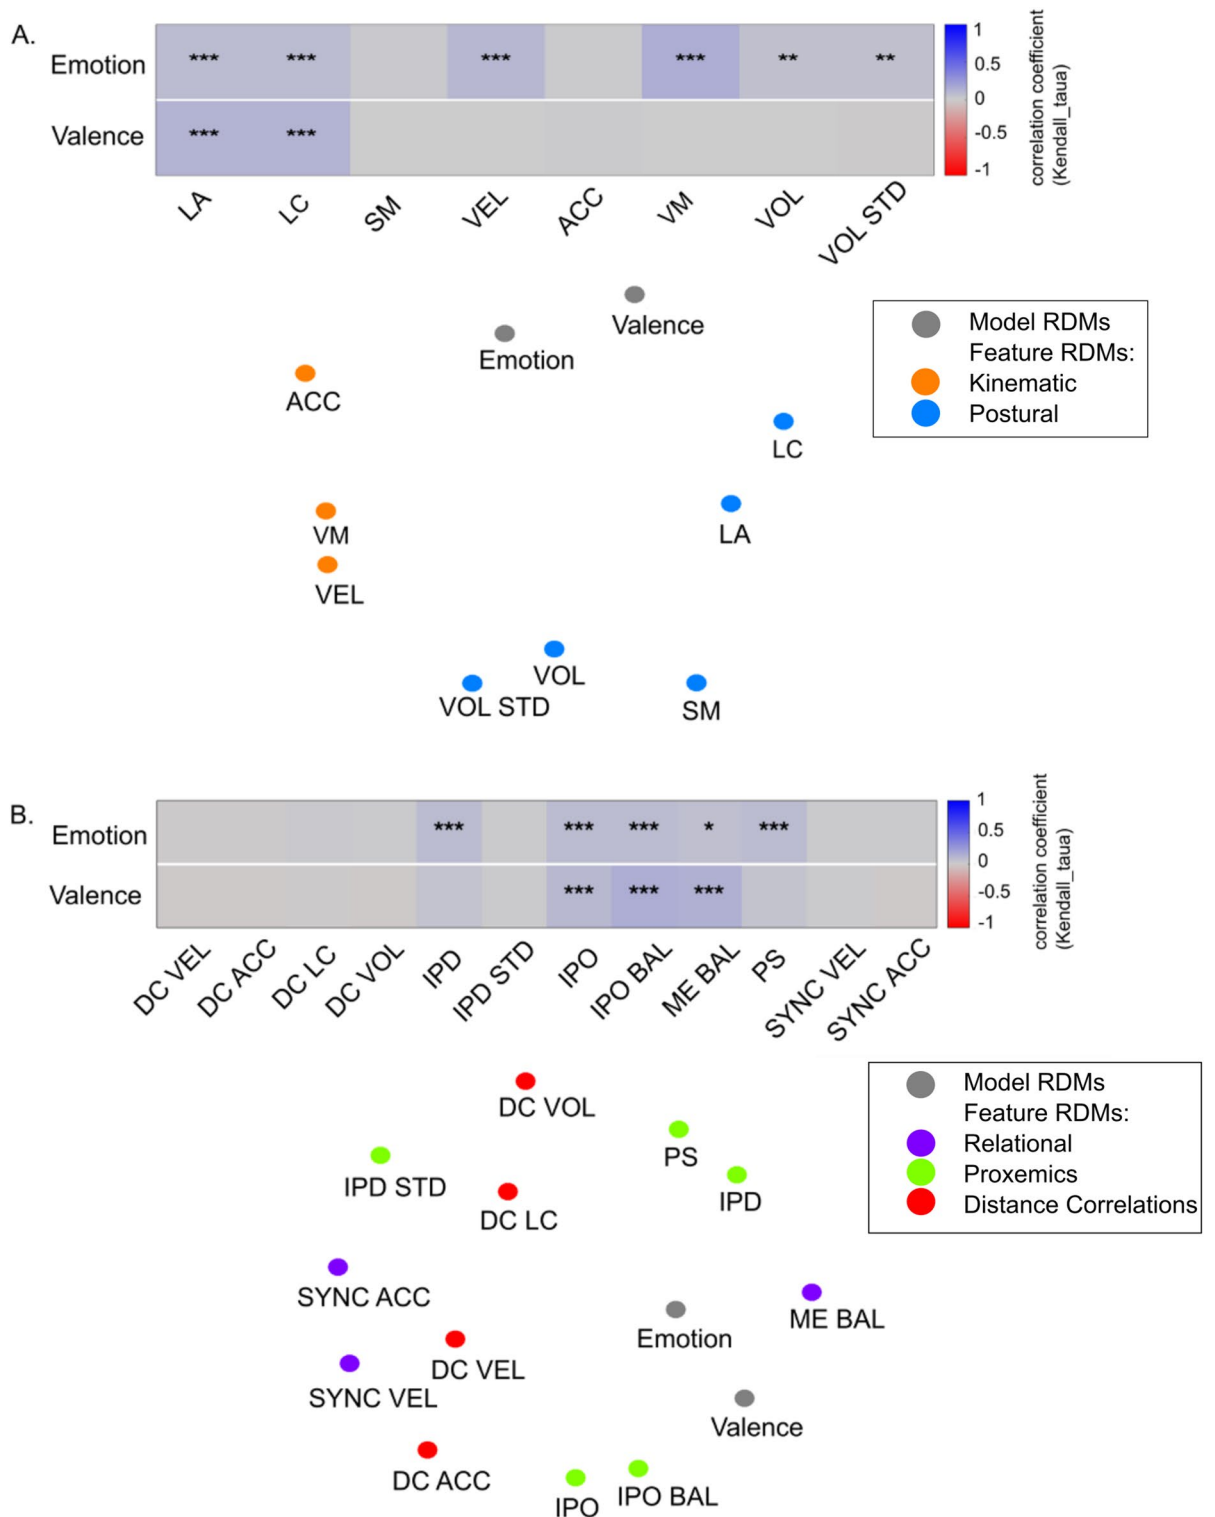 A.
Emotion
*** *** *** *** ** **
Valence
*** ***
1
0.5
0
-0.5
-1
correlation coefficient
(Kendall_taua)
LA
LC
SM
VEL
ACC
VM
VOL
VOL STD
Valence
Emotion
ACC
LC
LA
VM
VEL
VOL
VOL STD
SM
Model RDMs
Feature RDMs:
Kinematic
Postural
B.
Emotion
*** *** *** * ***
Valence
*** *** ***
1
0.5
0
-0.5
-1
correlation coefficient
(Kendall_taua)
DC VEL
DC ACC
DC LC
DC VOL
IPD
IPD STD
IPO
IPO BAL
ME BAL
PS
SYNC VEL
SYNC ACC
DC VOL
PS
IPD STD
IPD
DC LC
SYNC ACC
ME BAL
Emotion
DC VEL
SYNC VEL
Valence
DC ACC
IPO
IPO BAL
Model RDMs
Feature RDMs:
Relational
Proxemics
Distance Correlations